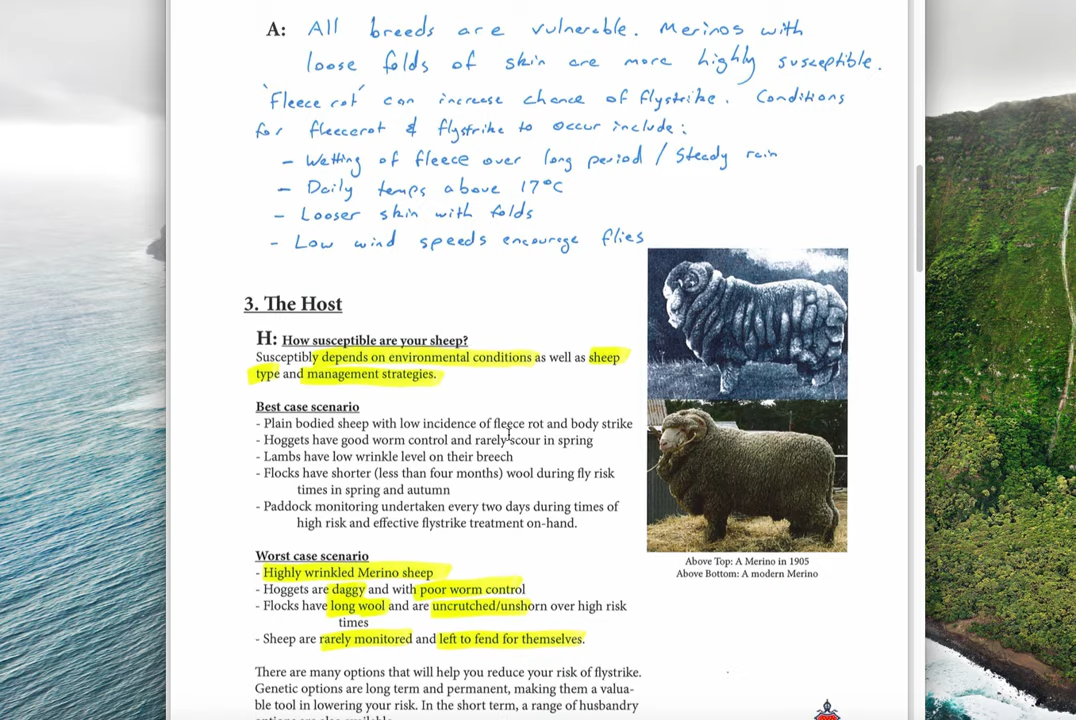 A: All breeds are vulnerable. Merinos with
loose folds of skin are more highly susceptible.
'Fleece rot' can increase chance of flystrike. Conditions
for fleecerot & flystrike to occur include:
- Wetting of fleece over long period / Steady rain
- Daily temps above 17°C
- Looser skin with folds
- Low wind speeds encourage flies
3. The Host
H: How susceptible are your sheep?
Susceptibly depends on environmental conditions as well as sheep
type and management strategies.
Best case scenario
- Plain bodied sheep with low incidence of fleece rot and body strike
- Hoggets have good worm control and rarely scour in spring
- Lambs have low wrinkle level on their breech
- Flocks have shorter (less than four months) wool during fly risk
times in spring and autumn
- Paddock monitoring undertaken every two days during times of
high risk and effective flystrike treatment on-hand.
Above Top: A Merino in 1905
Above Bottom: A modern Merino
Worst case scenario
- Highly wrinkled Merino sheep
- Hoggets are daggy and with poor worm control
- Flocks have long wool and are uncrutched/unshorn over high risk
times
- Sheep are rarely monitored and left to fend for themselves.
There are many options that will help you reduce your risk of flystrike.
Genetic options are long term and permanent, making them a valua-
ble tool in lowering your risk. In the short term, a range of husbandry